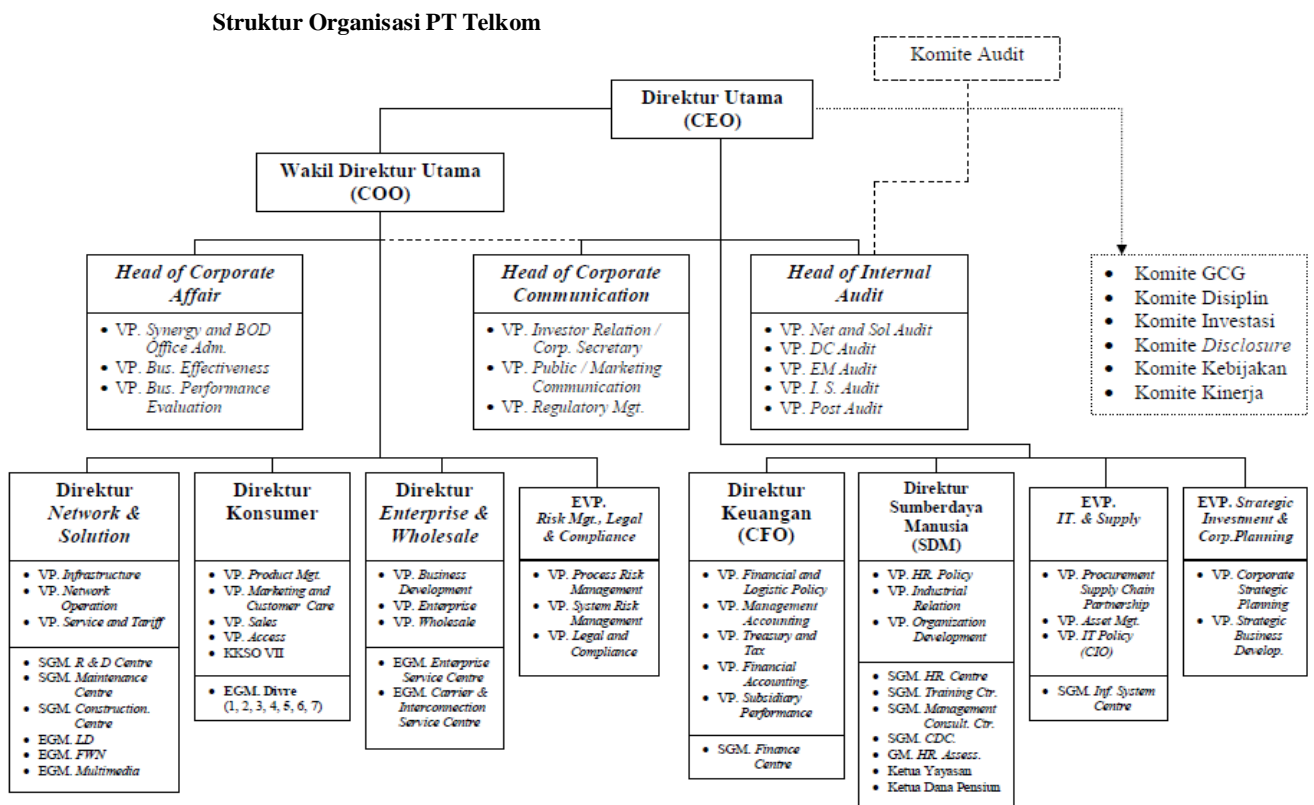 Struktur Organisasi PT Telkom
Komite Audit
Direktur Utama
(CEO)
Wakil Direktur Utama
(COO)
Head of Corporate
Affair
• VP. Synergy and BOD
Office Adm.
• VP. Bus. Effectiveness
• VP. Bus. Performance
Evaluation
Head of Corporate
Communication
• VP. Investor Relation /
Corp. Secretary
• VP. Public / Marketing
Communication
• VP. Regulatory Mgt.
Head of Internal
Audit
• VP. Net and Sol Audit
• VP. DC Audit
• VP. EM Audit
• VP. I. S. Audit
• VP. Post Audit
• Komite GCG
• Komite Disiplin
• Komite Investasi
• Komite Disclosure
• Komite Kebijakan
• Komite Kinerja
Direktur
Network &
Solution
• VP. Infrastructure
• VP. Network
Operation
• VP. Service and Tariff
• SGM. R & D Centre
• SGM. Maintenance
Centre
• SGM. Construction.
Centre
• EGM. LD
• EGM. FWN
• EGM. Multimedia
Direktur
Konsumer
• VP. Product Mgt.
• VP. Marketing and
Customer Care
• VP. Sales
• VP. Access
• KKSO VII
• EGM. Divre
(1, 2, 3, 4, 5, 6, 7)
Direktur
Enterprise &
Wholesale
• VP. Business
Development
• VP. Enterprise
• VP. Wholesale
• EGM. Enterprise
Service Centre
• EGM. Carrier &
Interconnection
Service Centre
EVP.
Risk Mgt., Legal
& Compliance
• VP. Process Risk
Management
• VP. System Risk
Management
• VP. Legal and
Compliance
Direktur
Keuangan
(CFO)
• VP. Financial and
Logistic Policy
• VP. Management
Accounting
• VP. Treasury and
Tax
• VP. Financial
Accounting.
• VP. Subsidiary
Performance
• SGM. Finance
Centre
Direktur
Sumberdaya
Manusia
(SDM)
• VP. HR. Policy
• VP. Industrial
Relation
• VP. Organization
Development
• SGM. HR. Centre
• SGM. Training Ctr.
• SGM. Management
Consult. Ctr.
• SGM. CDC.
• GM. HR. Assess.
• Ketua Yayasan
• Ketua Dana Pensiun
EVP.
IT. & Supply
• VP. Procurement
Supply Chain
Partnership
• VP. Asset Mgt.
• VP. IT Policy
(CIO)
• SGM. Inf. System
Centre
EVP. Strategic
Investment &
Corp.Planning
• VP. Corporate
Strategic
Planning
• VP. Strategic
Business
Develop.